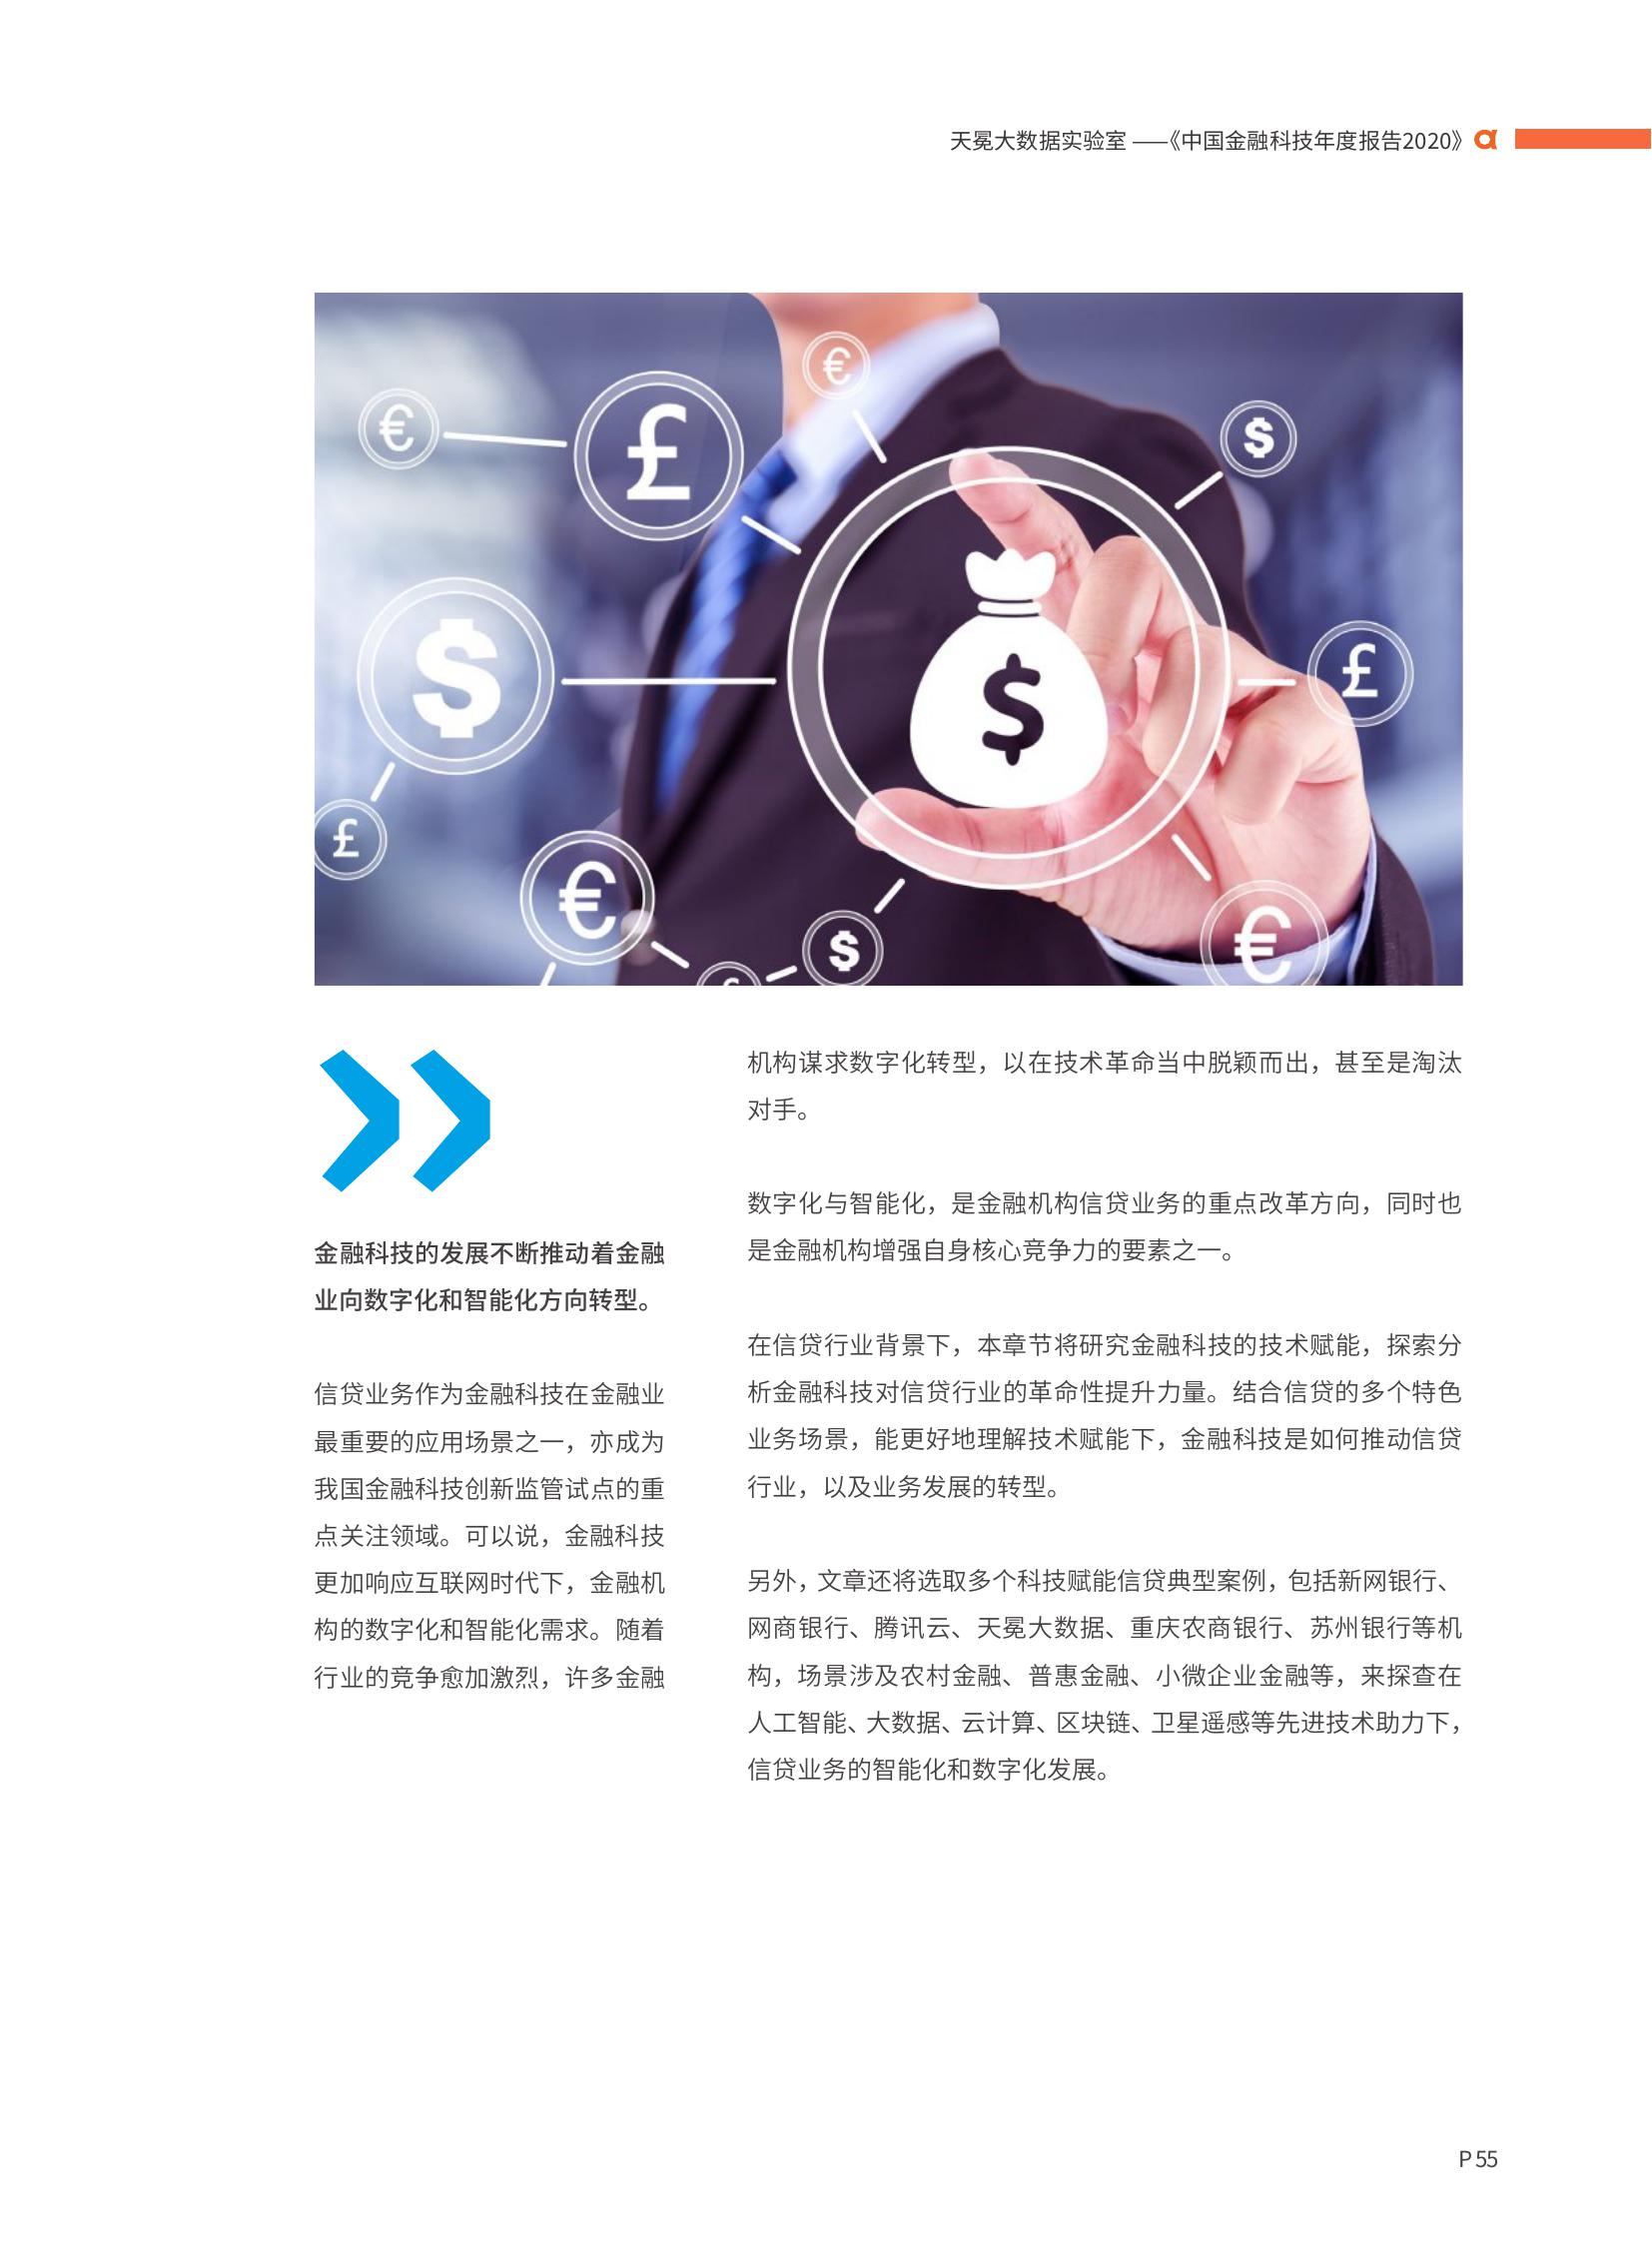 天冕大数据实验室 ——《中国金融科技年度报告2020》
€
£
€
$
$
$
£
£
€
$
€
金融科技的发展不断推动着金融
业向数字化和智能化方向转型。
信贷业务作为金融科技在金融业
最重要的应用场景之一，亦成为
我国金融科技创新监管试点的重
点关注领域。可以说，金融科技
更加响应互联网时代下，金融机
构的数字化和智能化需求。随着
行业的竞争愈加激烈，许多金融
机构谋求数字化转型，以在技术革命当中脱颖而出，甚至是淘汰
对手。
数字化与智能化，是金融机构信贷业务的重点改革方向，同时也
是金融机构增强自身核心竞争力的要素之一。
在信贷行业背景下，本章节将研究金融科技的技术赋能，探索分
析金融科技对信贷行业的革命性提升力量。结合信贷的多个特色
业务场景，能更好地理解技术赋能下，金融科技是如何推动信贷
行业，以及业务发展的转型。
另外，文章还将选取多个科技赋能信贷典型案例，包括新网银行、
网商银行、腾讯云、天冕大数据、重庆农商银行、苏州银行等机
构，场景涉及农村金融、普惠金融、小微企业金融等，来探查在
人工智能、大数据、云计算、区块链、卫星遥感等先进技术助力下，
信贷业务的智能化和数字化发展。
P 55